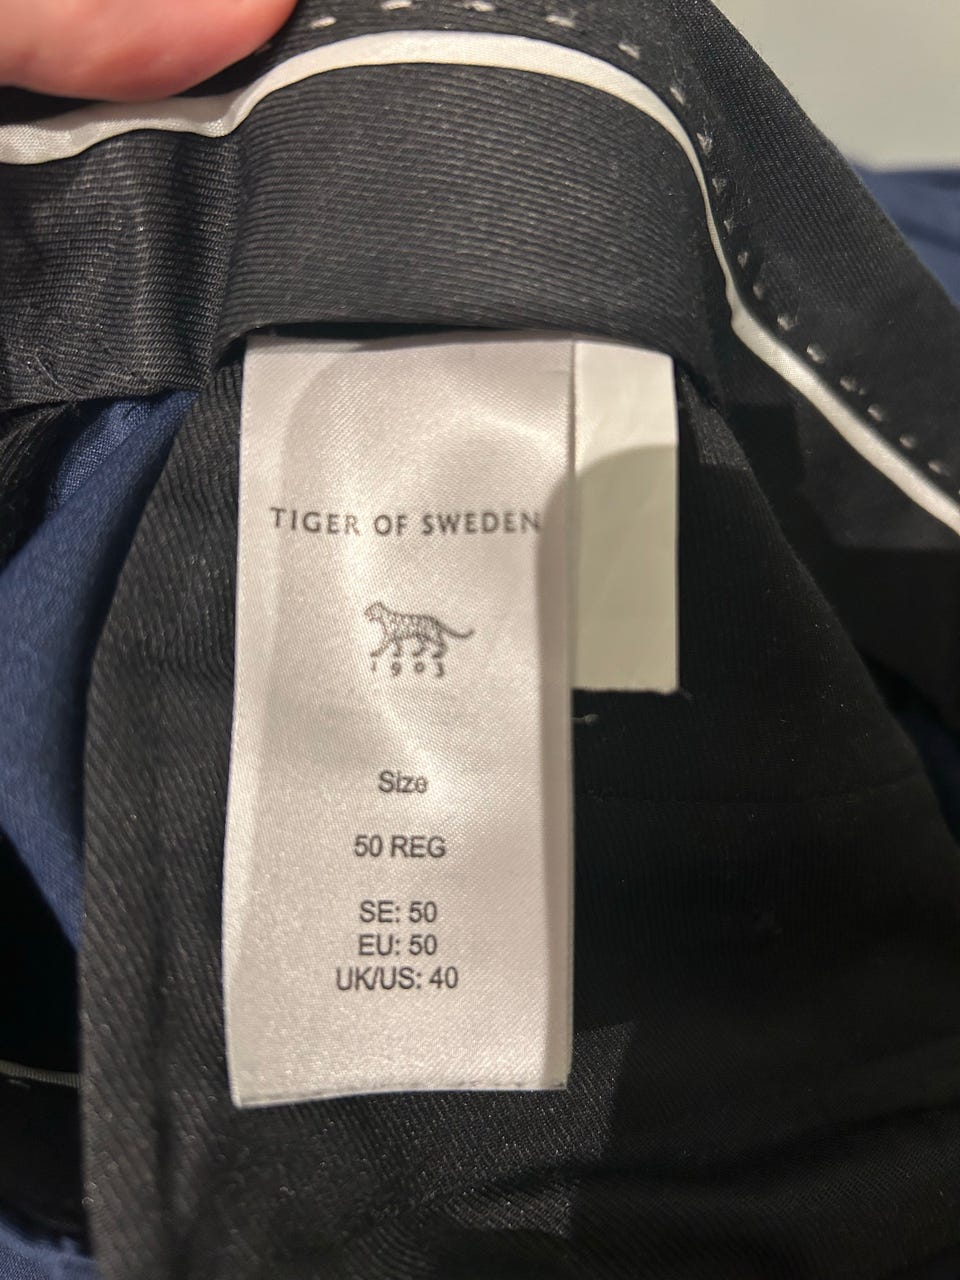 TIGER OF SWEDEN
1903
Size
50 REG
SE: 50
EU: 50
UK/US: 40